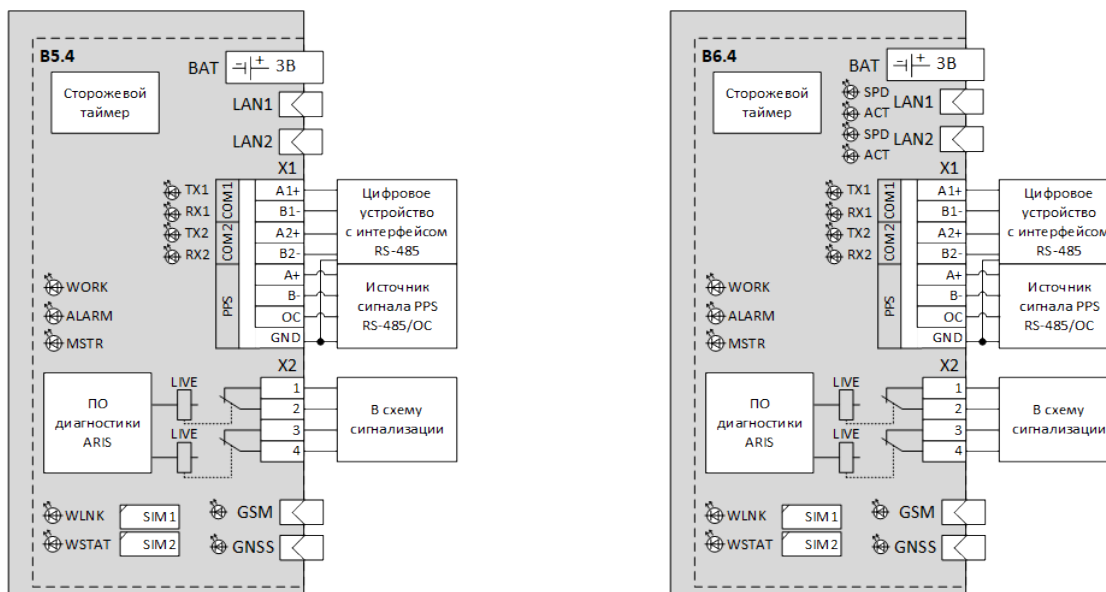 B5.4
BAT
3В
Сторожевой
таймер
LAN1
LAN2
X1
TX1
RX1
TX2
RX2
COM1
COM2
PPS
A1+
B1-
A2+
B2-
A+
B-
OC
GND
Цифровое
устройство
с интерфейсом
RS-485
Источник
сигнала PPS
RS-485/OC
WORK
ALARM
MSTR
X2
ПО
диагностики
ARIS
LIVE
LIVE
1
2
3
4
В схему
сигнализации
WLNK
SIM1
WSTAT
SIM2
GSM
GNSS
B6.4
BAT
3В
Сторожевой
таймер
SPD
ACT
LAN1
SPD
ACT
LAN2
X1
TX1
RX1
TX2
RX2
COM1
COM2
PPS
A1+
B1-
A2+
B2-
A+
B-
OC
GND
Цифровое
устройство
с интерфейсом
RS-485
Источник
сигнала PPS
RS-485/OC
WORK
ALARM
MSTR
X2
ПО
диагностики
ARIS
LIVE
LIVE
1
2
3
4
В схему
сигнализации
WLNK
SIM1
WSTAT
SIM2
GSM
GNSS